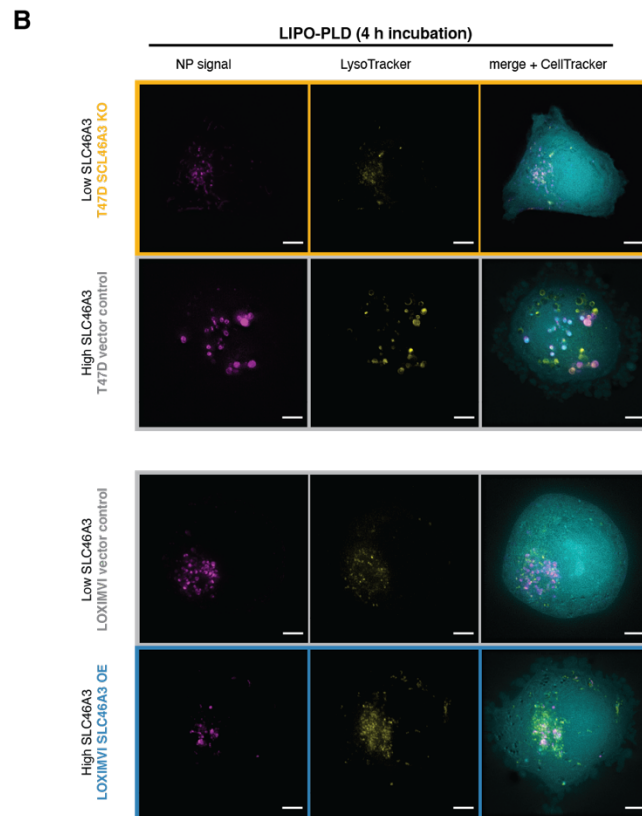 B
LIPO-PLD (4 h incubation)
NP signal
LysoTracker
merge + CellTracker
Low SLC46A3
T47D SCL46A3 KO
High SLC46A3
T47D vector control
Low SLC46A3
LOXIMVI vector control
High SLC46A3
LOXIMVI SLC46A3 OE